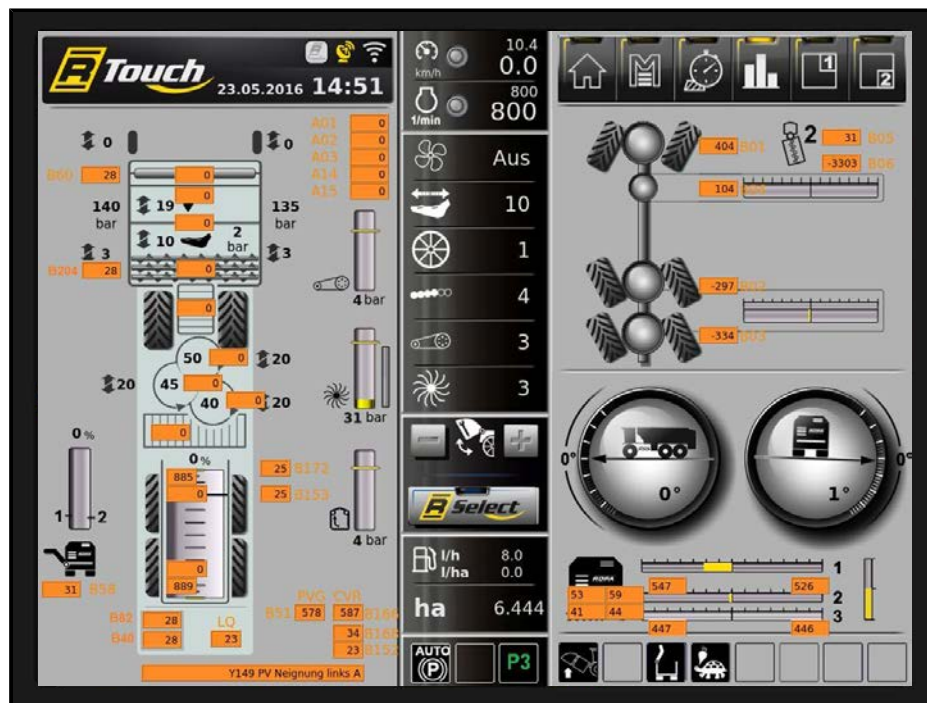 R Touch
23.05.2016 14:51
0
0
A01 0
A02 0
A03 0
A14 0
A15 0
B60 28
0
0
19
140
bar
135
bar
0
10
2
bar
3
3
B204 28
0
4 bar
0
50
0
20
20
45
0
40
0
20
31 bar
0
0 %
0 %
885
25 B172
0
25 B153
1
2
4 bar
0
889
31 B58
PVG CVR
B51 578 587 B166
B82 28
LQ
34 B168
B40 28
23
23 B152
Y149 PV Neignung links A
km/h
10.4
0.0
1/min
800
800
Aus
10
1
4
3
3
R Select
l/h 8.0
l/ha 0.0
ha 6.444
AUTO
P
P3
M
1
2
404 B01
2
31 B05
-3303 B06
104
-297 B02
-334 B03
0°
0°
0°
1°
0°
ROPA
1
53 59
547
526
2
41 44
3
447
446